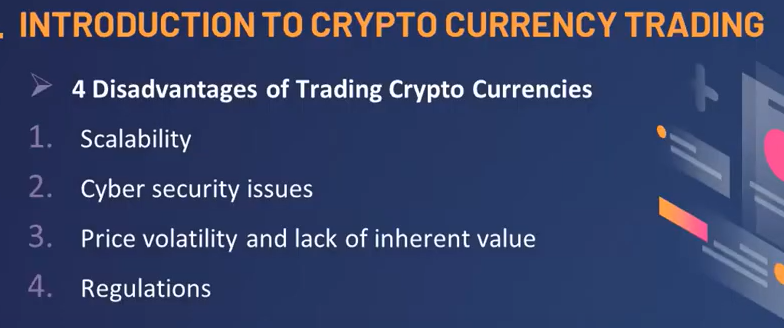 . INTRODUCTION TO CRYPTO CURRENCY TRADING
➢ 4 Disadvantages of Trading Crypto Currencies
1. Scalability
2. Cyber security issues
3. Price volatility and lack of inherent value
4. Regulations